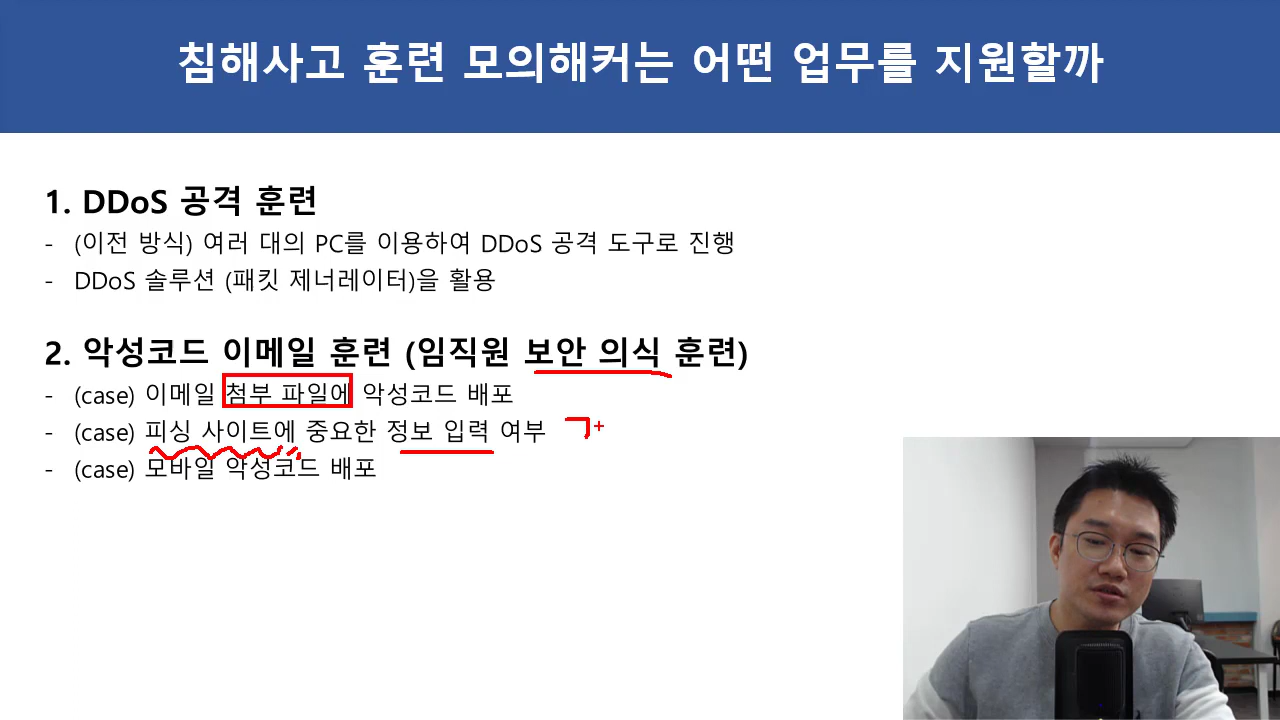 침해사고 훈련 모의해커는 어떤 업무를 지원할까
1. DDoS 공격 훈련
- (이전 방식) 여러 대의 PC를 이용하여 DDoS 공격 도구로 진행
- DDoS 솔루션 (패킷 제너레이터)을 활용
2. 악성코드 이메일 훈련 (임직원 보안 의식 훈련)
- (case) 이메일 첨부 파일에 악성코드 배포
- (case) 피싱 사이트에 중요한 정보 입력 여부
- (case) 모바일 악성코드 배포